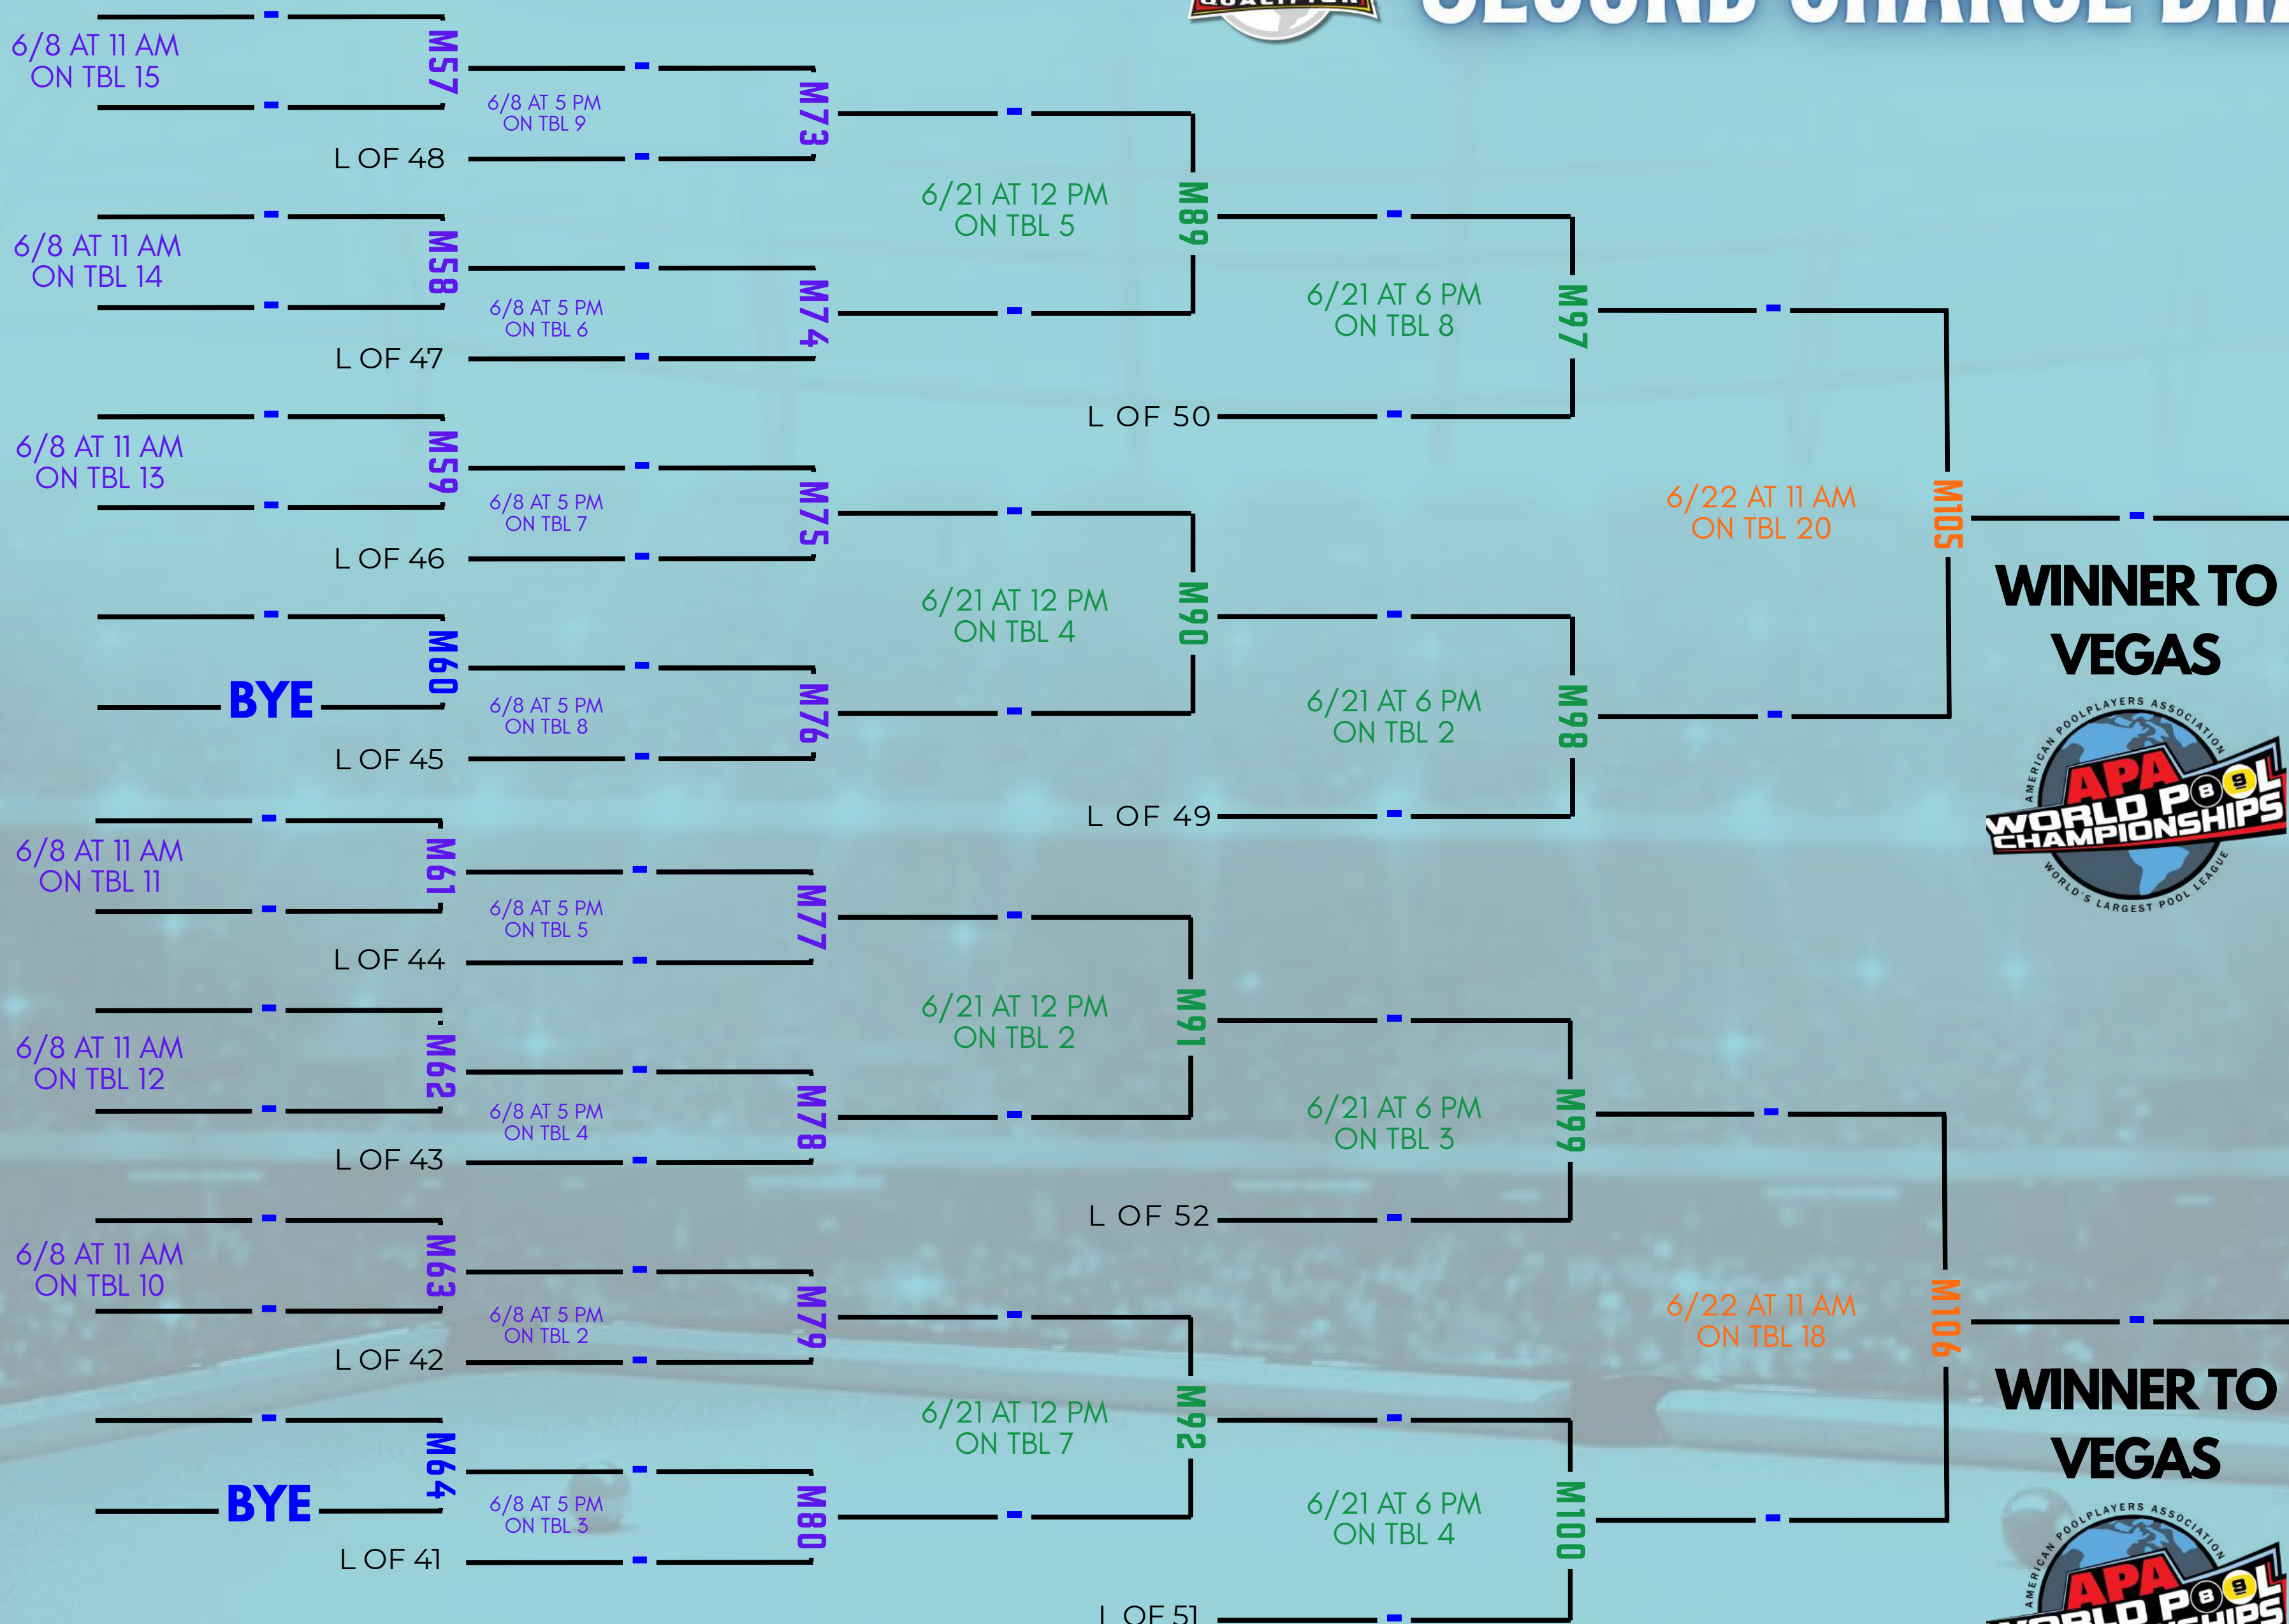 QUALIFIER
SECOND CHANCE
6/8 AT 11 AM
ON TBL 15
M57
6/8 AT 5 PM
ON TBL 9
M73
L OF 48
6/8 AT 11 AM
ON TBL 14
M58
6/8 AT 5 PM
ON TBL 6
M74
L OF 47
6/21 AT 12 PM
ON TBL 5
M89
6/21 AT 6 PM
ON TBL 8
M97
L OF 50
6/8 AT 11 AM
ON TBL 13
M59
6/8 AT 5 PM
ON TBL 7
M75
L OF 46
M60
BYE
6/8 AT 5 PM
ON TBL 8
M76
L OF 45
6/21 AT 12 PM
ON TBL 4
M90
6/21 AT 6 PM
ON TBL 2
M98
L OF 49
6/22 AT 11 AM
ON TBL 20
M105
WINNER TO
VEGAS
AMERICAN POOLPLAYERS ASSOCIATION
APA
WORLD POOL
8 9
CHAMPIONSHIPS
WORLD'S LARGEST POOL LEAGUE
6/8 AT 11 AM
ON TBL 11
M61
6/8 AT 5 PM
ON TBL 5
M77
L OF 44
6/8 AT 11 AM
ON TBL 12
M62
6/8 AT 5 PM
ON TBL 4
M78
L OF 43
6/21 AT 12 PM
ON TBL 2
M91
6/21 AT 6 PM
ON TBL 3
M99
L OF 52
6/8 AT 11 AM
ON TBL 10
M63
6/8 AT 5 PM
ON TBL 2
M79
L OF 42
M64
BYE
6/8 AT 5 PM
ON TBL 3
M80
L OF 41
6/21 AT 12 PM
ON TBL 7
M92
6/21 AT 6 PM
ON TBL 4
M100
L OF 51
6/22 AT 11 AM
ON TBL 18
M106
WINNER TO
VEGAS
AMERICAN POOLPLAYERS ASSOCIATION
APA
WORLD POOL
8 9